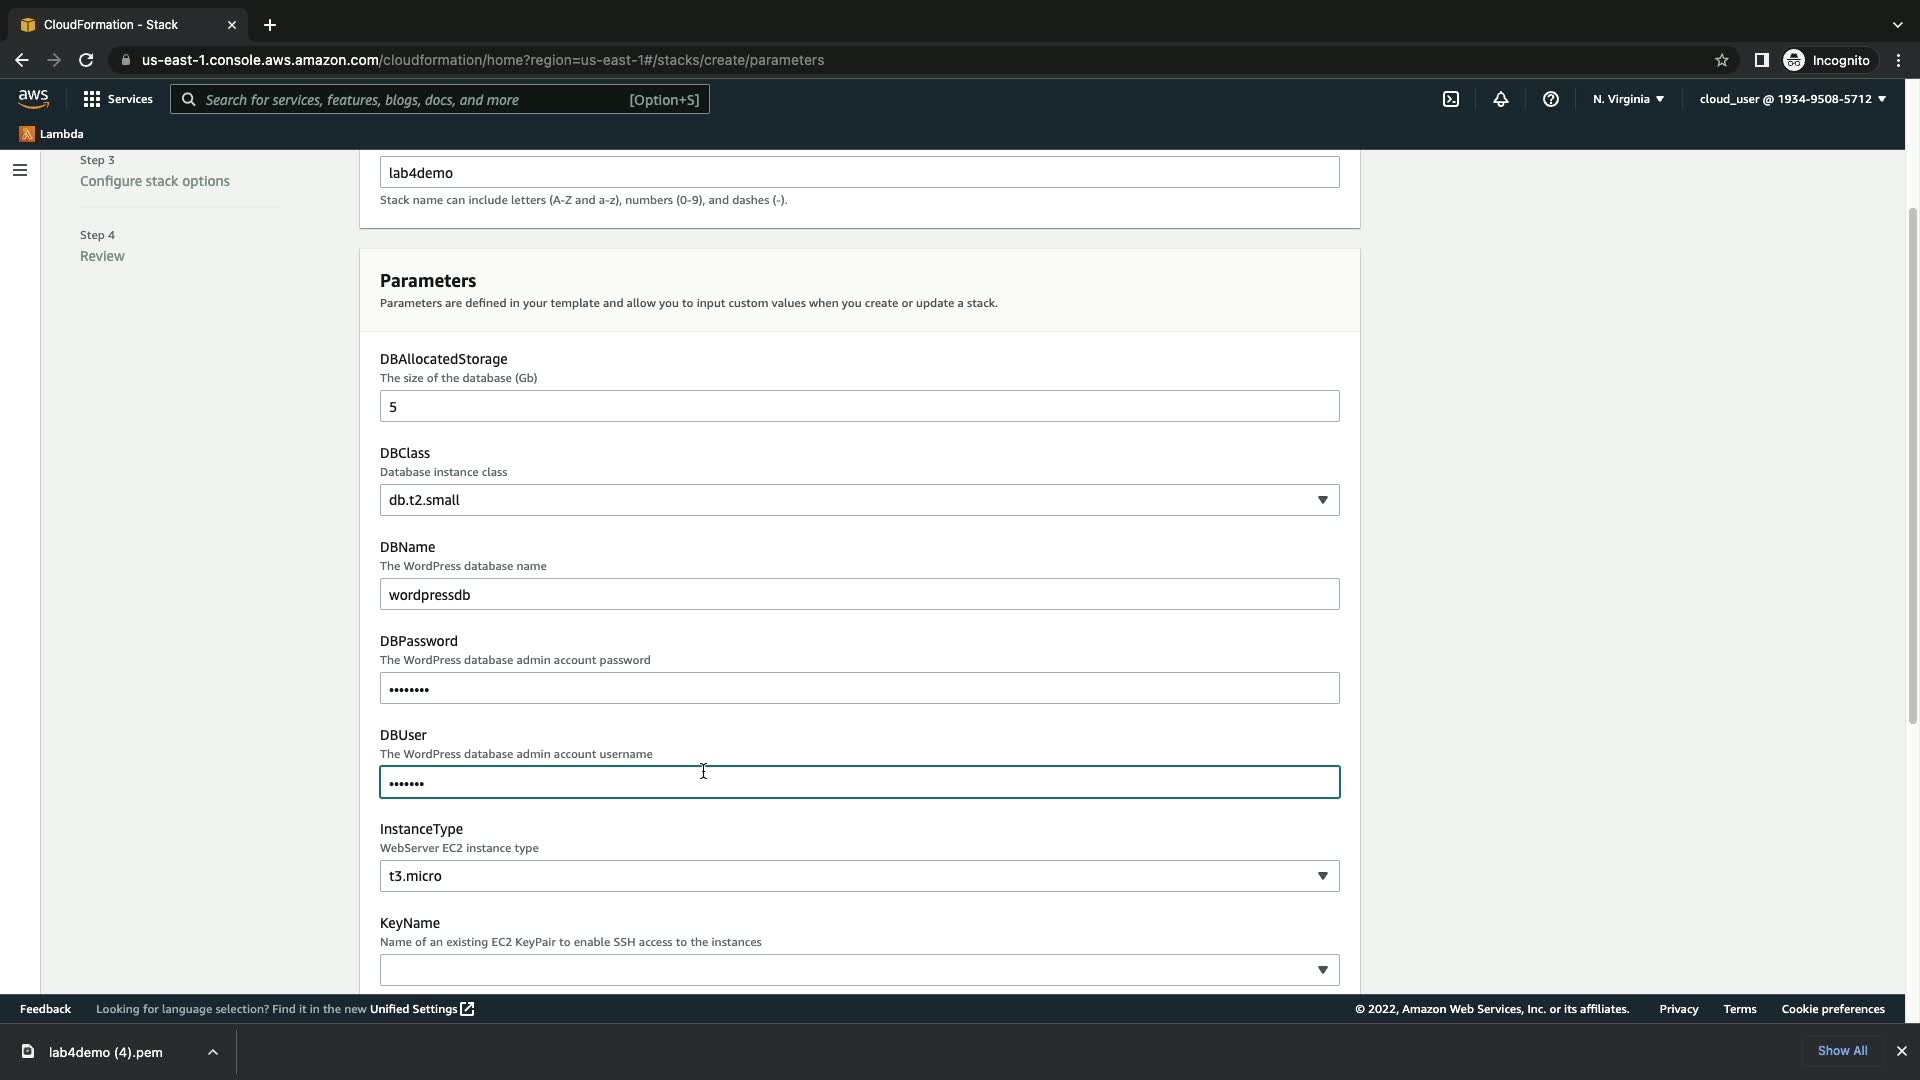 CloudFormation - Stack
us-east-1.console.aws.amazon.com/cloudformation/home?region=us-east-1#/stacks/create/parameters
Incognito
aws
Services
Search for services, features, blogs, docs, and more
[Option+S]
N. Virginia
cloud_user @ 1934-9508-5712
Lambda
Step 3
Configure stack options
Step 4
Review
lab4demo
Stack name can include letters (A-Z and a-z), numbers (0-9), and dashes (-).
Parameters
Parameters are defined in your template and allow you to input custom values when you create or update a stack.
DBAllocatedStorage
The size of the database (Gb)
5
DBClass
Database instance class
db.t2.small
DBName
The WordPress database name
wordpressdb
DBPassword
The WordPress database admin account password
••••••••
DBUser
The WordPress database admin account username
•••••••
InstanceType
WebServer EC2 instance type
t3.micro
KeyName
Name of an existing EC2 KeyPair to enable SSH access to the instances
Feedback
Looking for language selection? Find it in the new Unified Settings
© 2022, Amazon Web Services, Inc. or its affiliates.
Privacy
Terms
Cookie preferences
lab4demo (4).pem
Show All